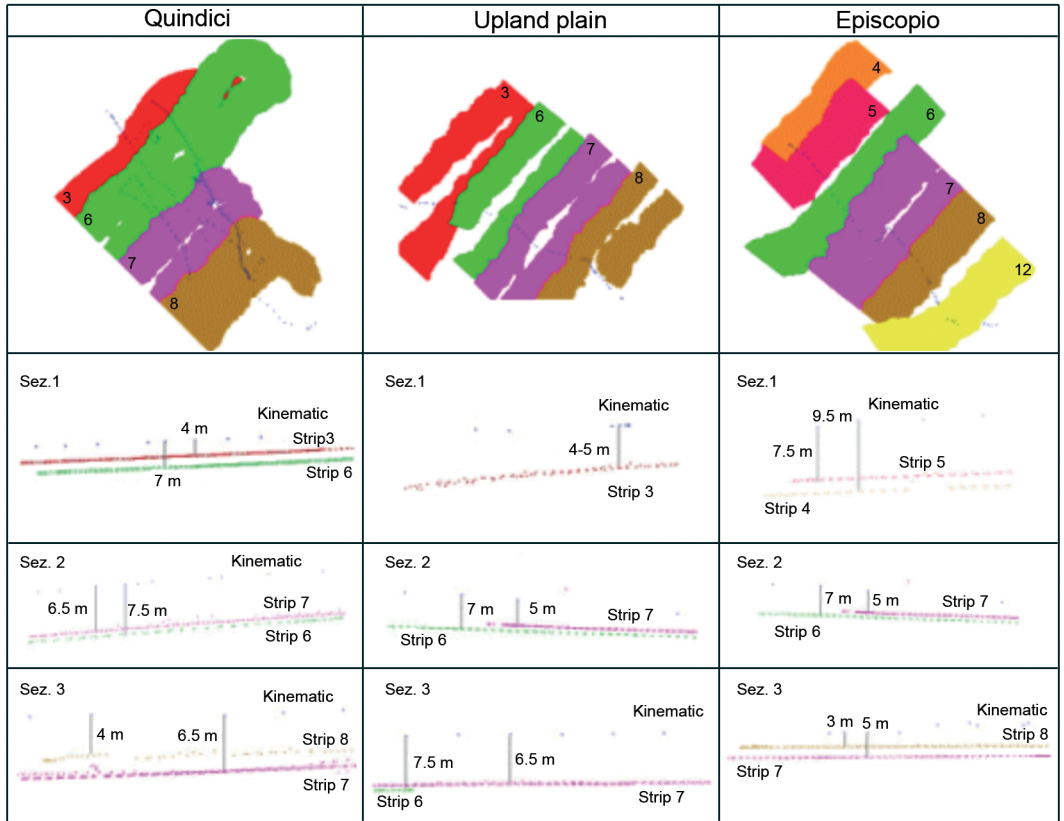 Quindici
Upland plain
Episcopio
3
6
7
8
3
6
7
8
4
5
6
7
8
12
Sez.1
Kinematic
4 m
Strip3
Strip 6
7 m
Sez.1
Kinematic
4-5 m
Strip 3
Sez.1
9.5 m
Kinematic
7.5 m
Strip 5
Strip 4
Sez. 2
Kinematic
6.5 m
7.5 m
Strip 7
Strip 6
Sez. 2
7 m
5 m
Strip 7
Strip 6
Sez. 2
7 m
5 m
Strip 7
Strip 6
Sez. 3
Kinematic
4 m
6.5 m
Strip 8
Strip 7
Sez. 3
Kinematic
7.5 m
6.5 m
Strip 6
Strip 7
Sez. 3
Kinematic
3 m
5 m
Strip 8
Strip 7